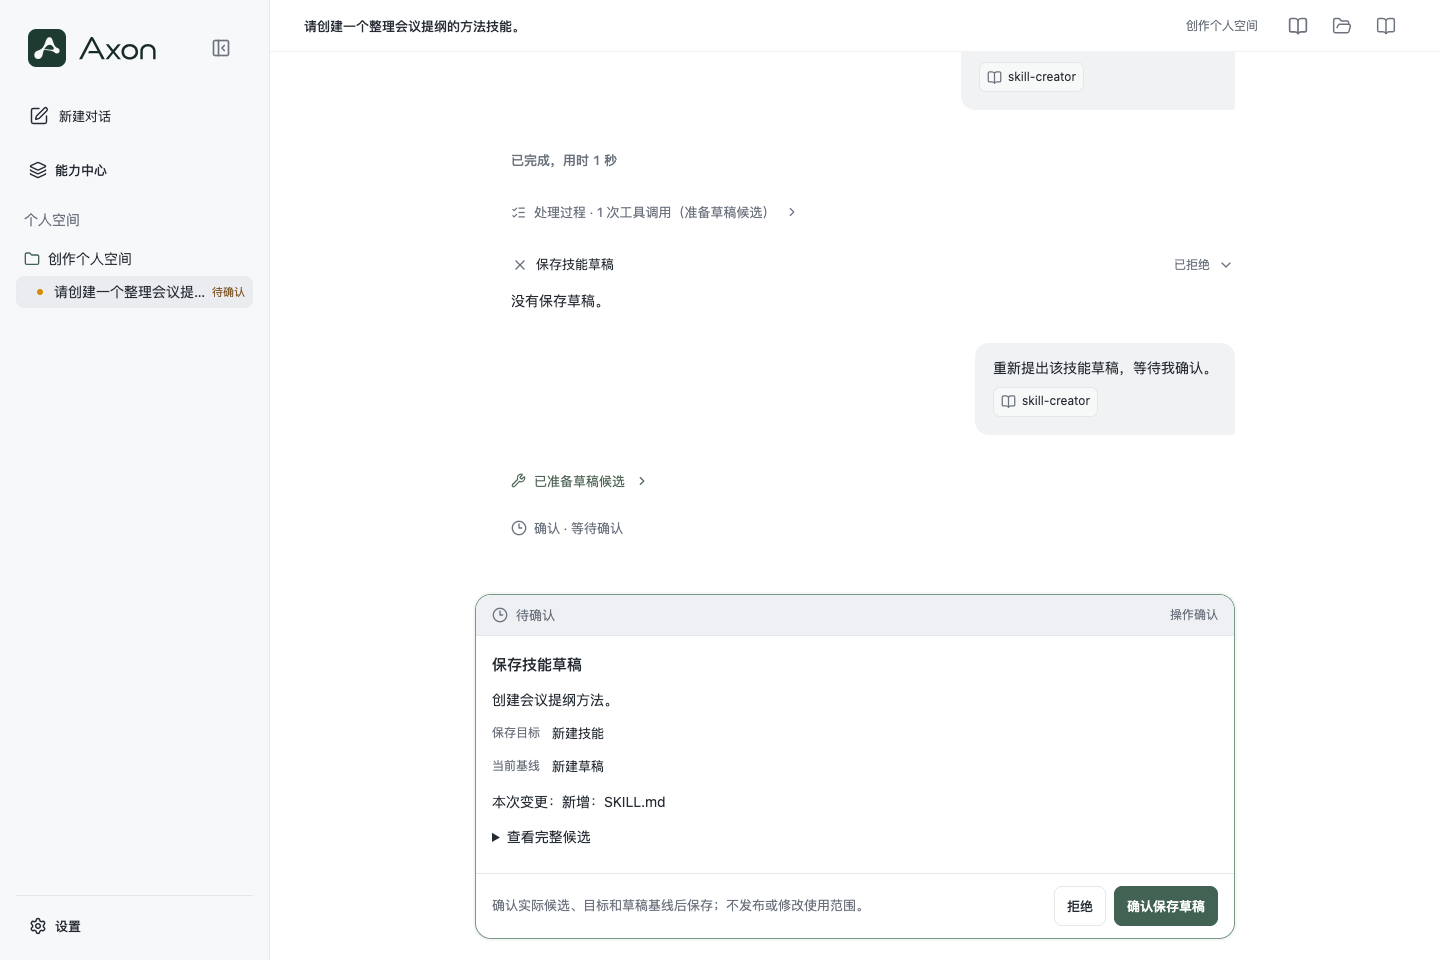 Axon
新建对话
能力中心
个人空间
创作个人空间
请创建一个整理会议提... 待确认
设置
请创建一个整理会议提纲的方法技能。
创作个人空间
skill-creator
已完成，用时 1 秒
处理过程 · 1 次工具调用（准备草稿候选）
保存技能草稿 已拒绝
没有保存草稿。
重新提出该技能草稿，等待我确认。
skill-creator
已准备草稿候选
确认 · 等待确认
待确认 操作确认
保存技能草稿
创建会议提纲方法。
保存目标 新建技能
当前基线 新建草稿
本次变更：新增：SKILL.md
查看完整候选
确认实际候选、目标和草稿基线后保存；不发布或修改使用范围。 拒绝 确认保存草稿